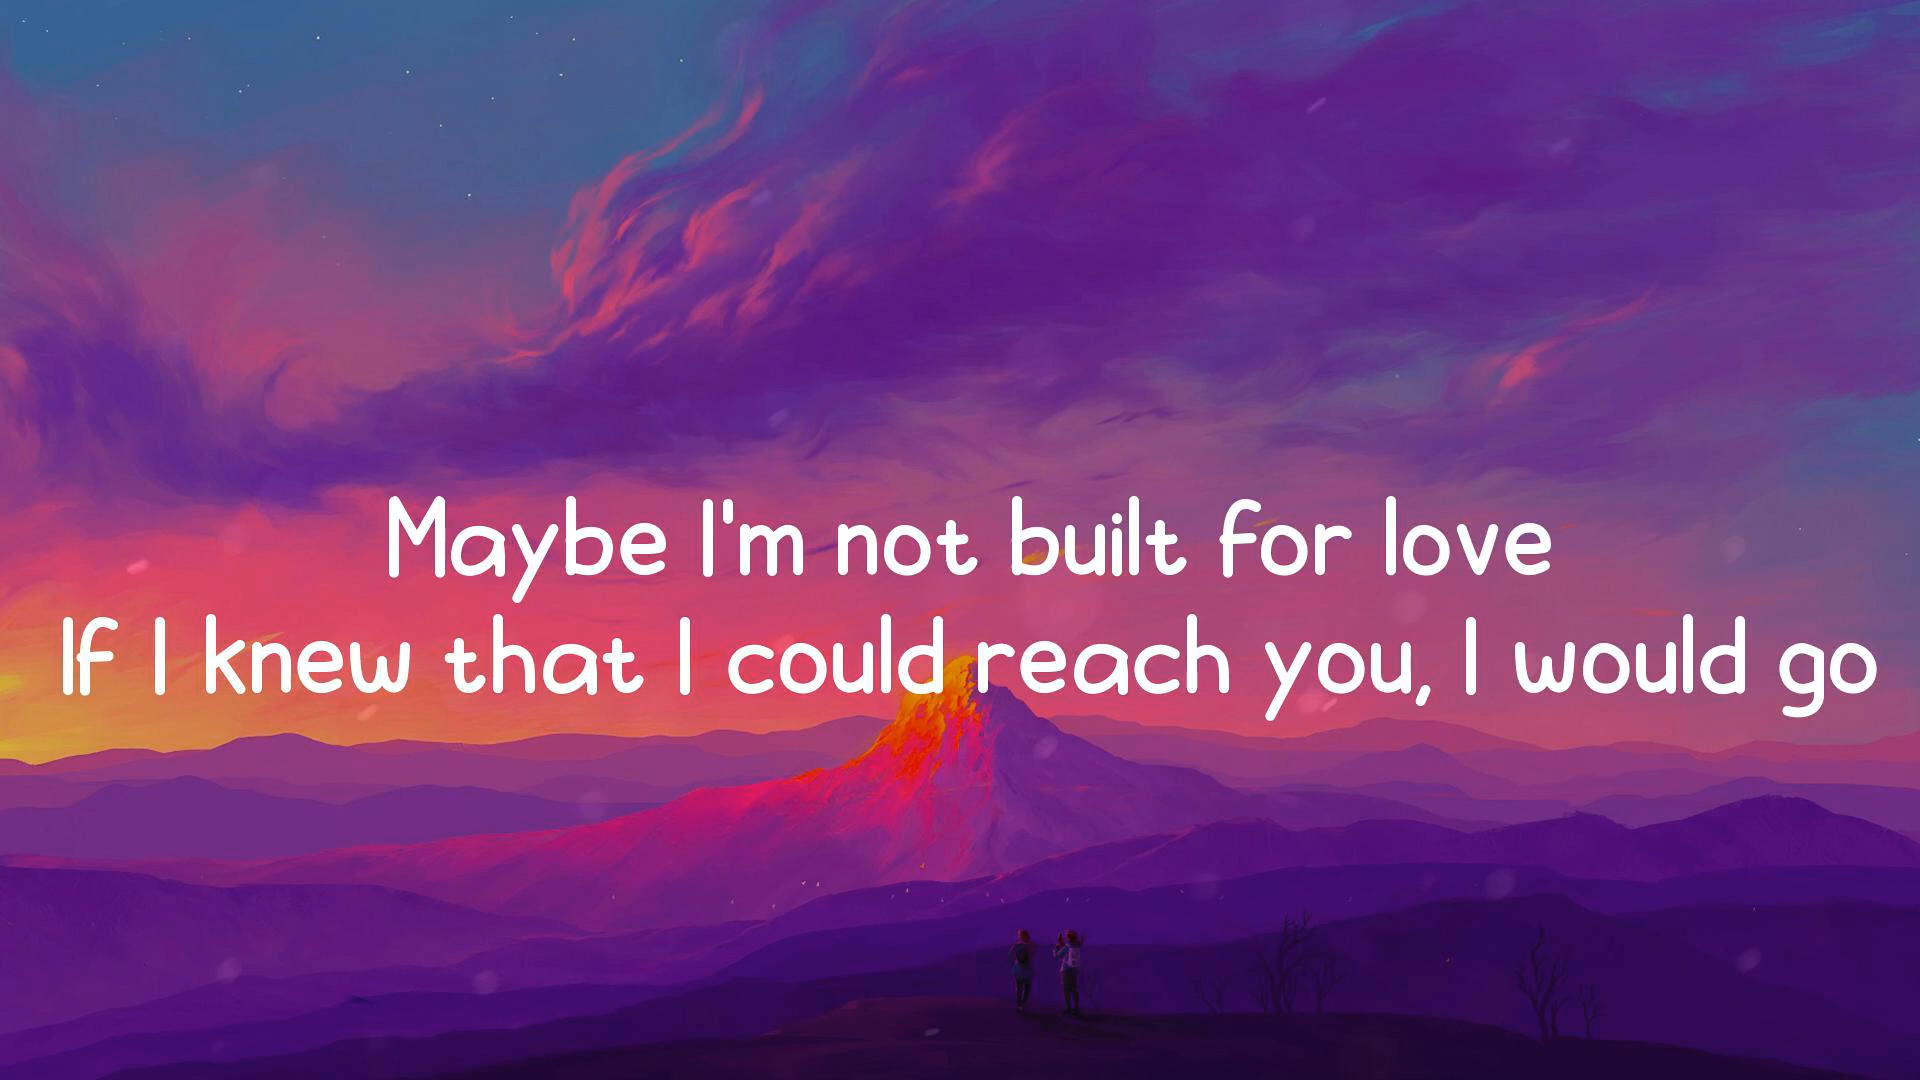 Maybe I'm not built for love
If I knew that I could reach you, I would go